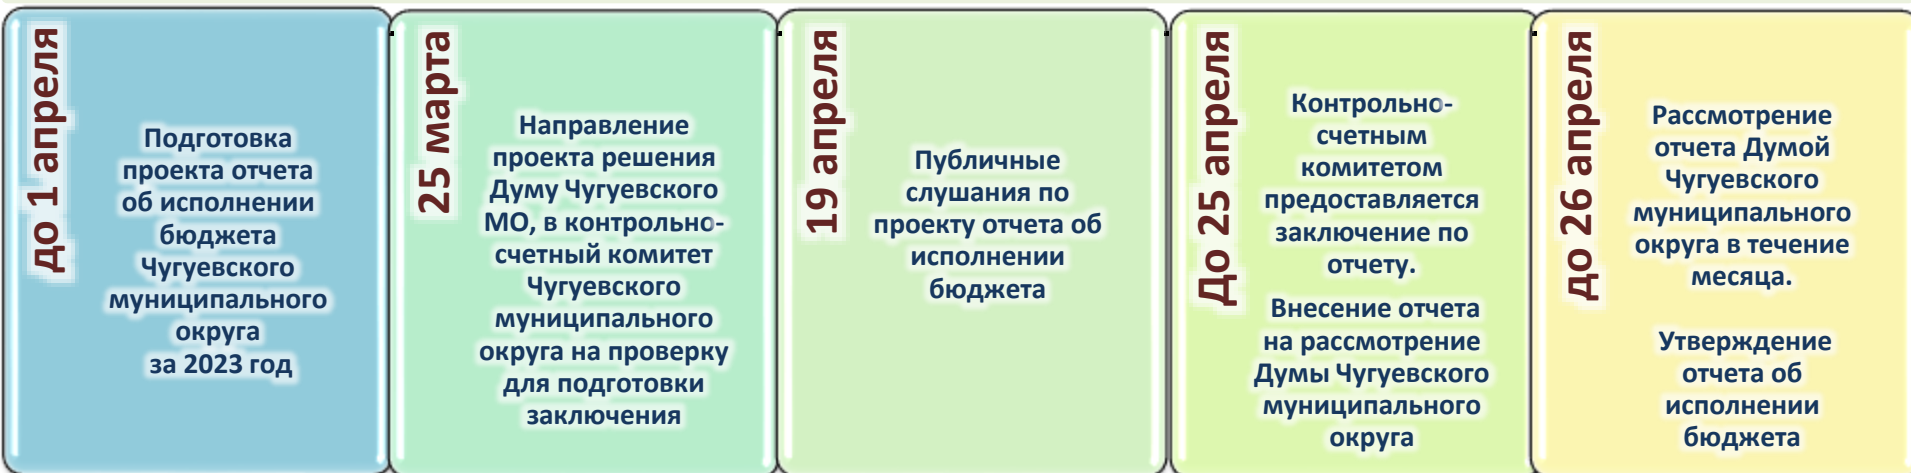 до 1 апреля
Подготовка
проекта отчета
об исполнении
бюджета
Чугуевского
муниципального
округа
за 2023 год
25 марта
Направление
проекта решения
Думу Чугуевского
МО, в контрольно-
счетный комитет
Чугуевского
муниципального
округа на проверку
для подготовки
заключения
19 апреля
Публичные
слушания по
проекту отчета об
исполнении
бюджета
До 25 апреля
Контрольно-
счетным
комитетом
предоставляется
заключение по
отчету.
Внесение отчета
на рассмотрение
Думы Чугуевского
муниципального
округа
до 26 апреля
Рассмотрение
отчета Думой
Чугуевского
муниципального
округа в течение
месяца.
Утверждение
отчета об
исполнении
бюджета